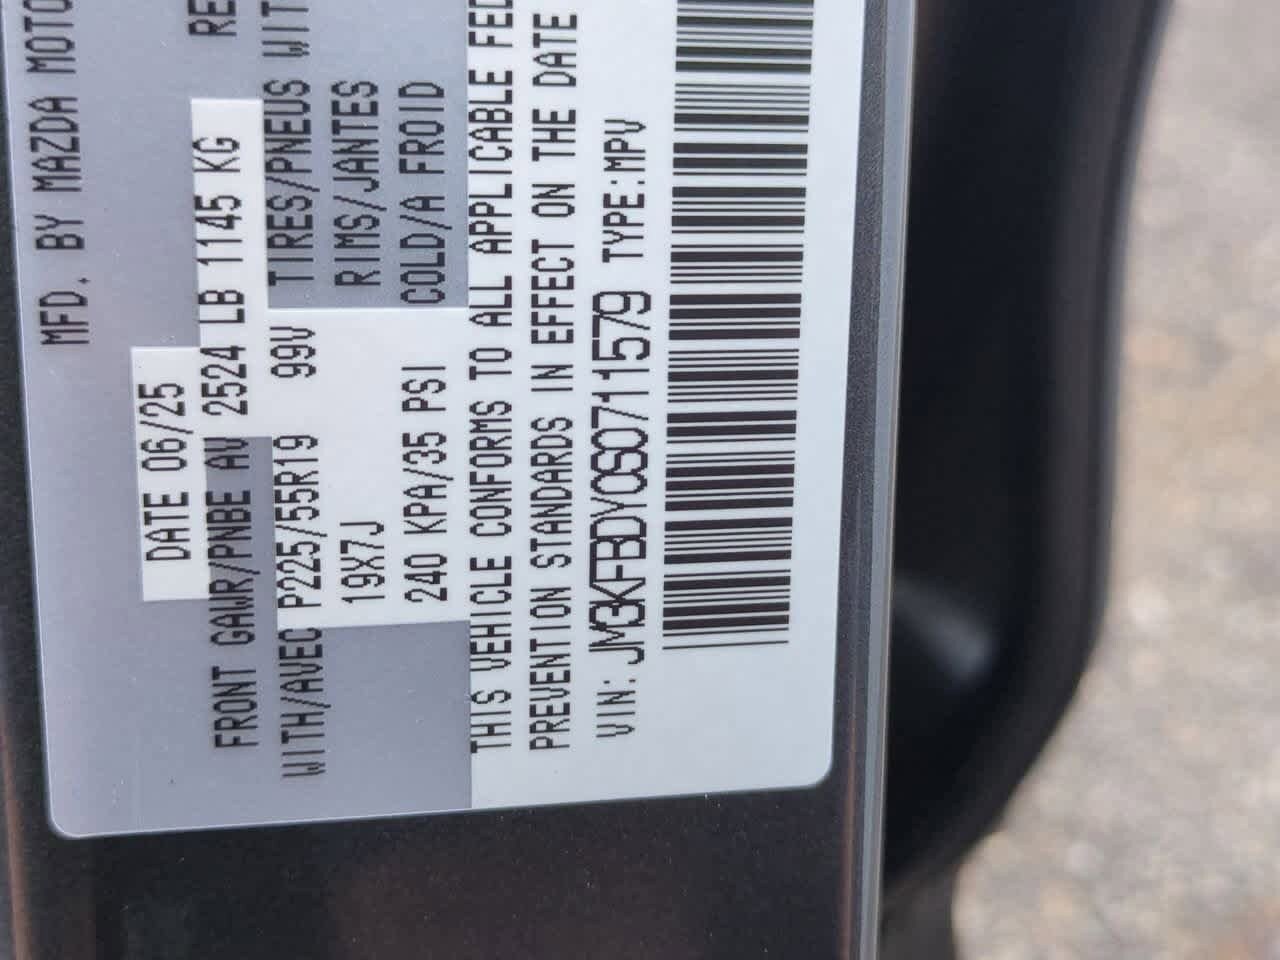 MFD. BY MAZDA MOTO
DATE 06/25
FRONT GAWR/PNBE AV 2524 LB 1145 KG RE
WITH/AVEC P225/55R19 99V TIRES/PNEUS WIT
19X7J RIMS/JANTES
240 KPA/35 PSI COLD/A FROID
THIS VEHICLE CONFORMS TO ALL APPLICABLE FED
PREVENTION STANDARDS IN EFFECT ON THE DATE
VIN: JM3KFBDY0S0711579 TYPE:MPV